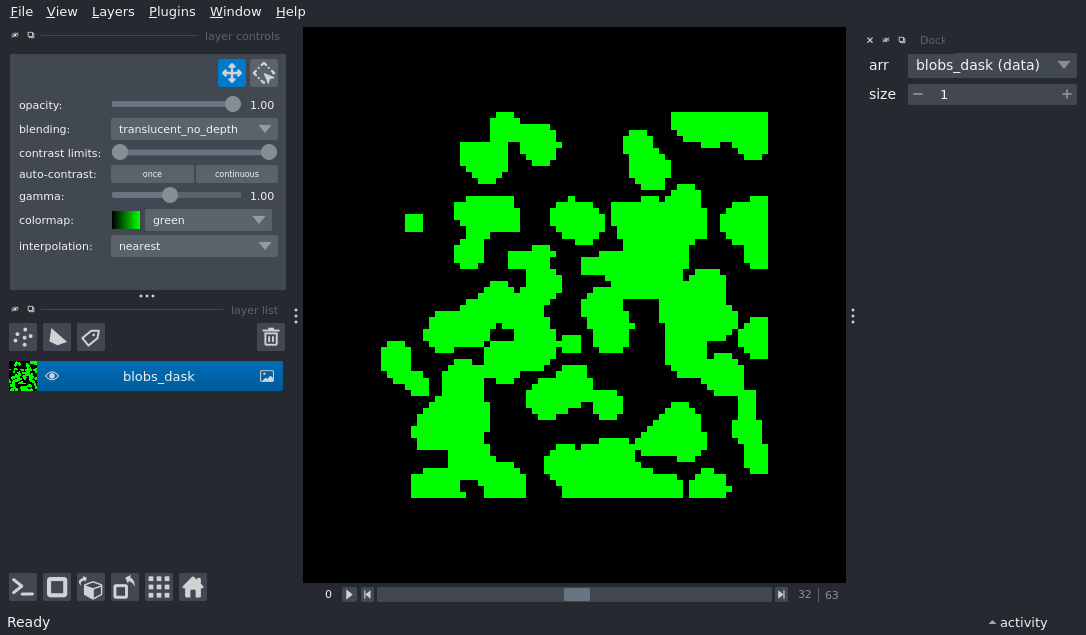 File View Layers Plugins Window Help
layer controls
opacity: 1.00
blending: translucent_no_depth
contrast limits:
auto-contrast: once continuous
gamma: 1.00
colormap: green
interpolation: nearest
layer list
blobs_dask
Dock
arr blobs_dask (data)
size 1
0 32 63
Ready
activity